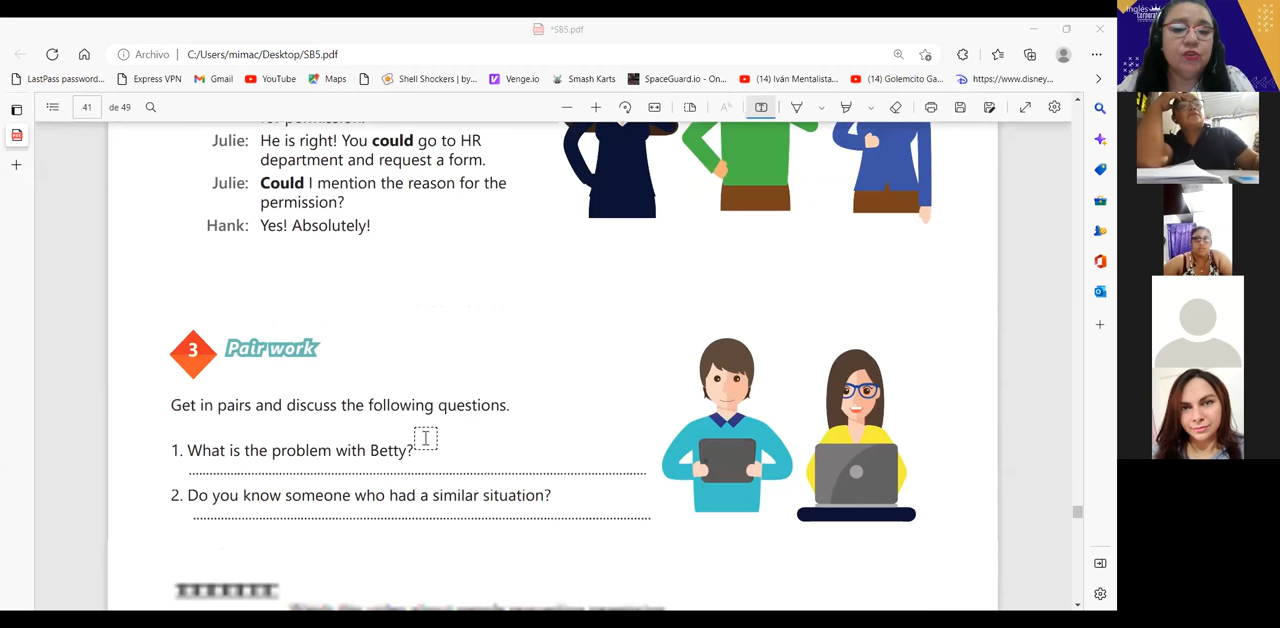 *SB5.pdf
Archivo
C:/Users/mimac/Desktop/SB5.pdf
LastPass password...
Express VPN
Gmail
YouTube
Maps
Shell Shockers | by...
Venge.io
Smash Karts
SpaceGuard.io - On...
(14) Iván Mentalista...
(14) Golemcito Ga...
https://www.disney...
41
de 49
Julie: He is right! You could go to HR
department and request a form.
Julie: Could I mention the reason for the
permission?
Hank: Yes! Absolutely!
3
Pair work
Get in pairs and discuss the following questions.
1. What is the problem with Betty?
2. Do you know someone who had a similar situation?
Inglés